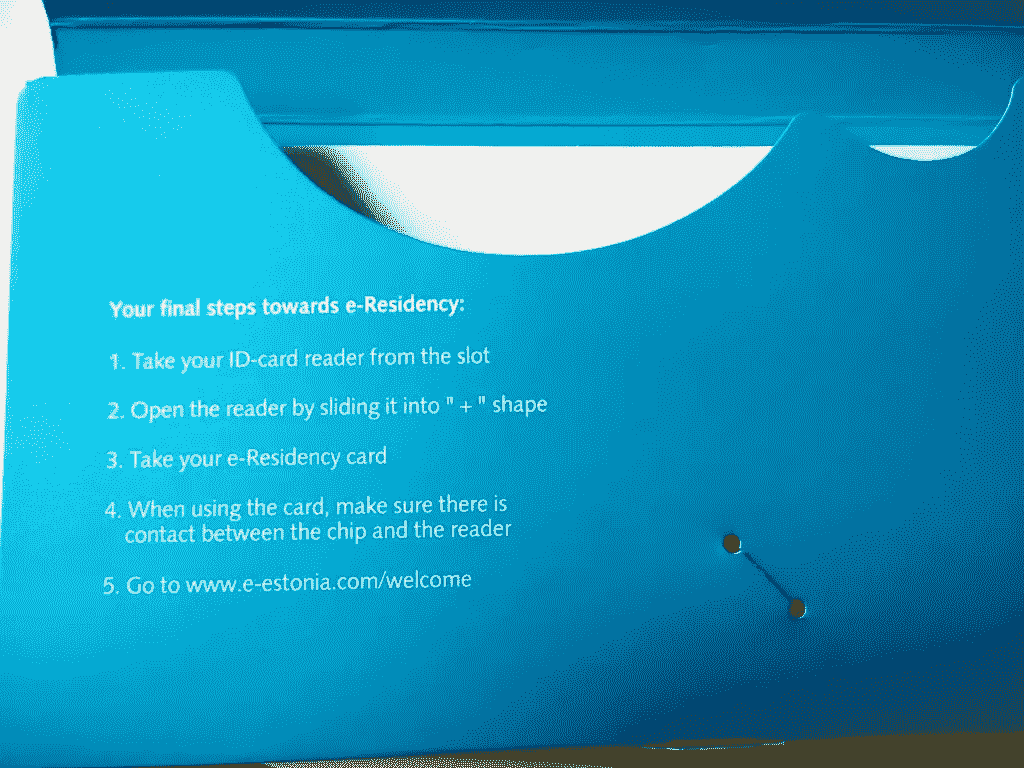 Your final steps towards e-Residency:
1. Take your ID-card reader from the slot
2. Open the reader by sliding it into " + " shape
3. Take your e-Residency card
4. When using the card, make sure there is
contact between the chip and the reader
5. Go to www.e-estonia.com/welcome